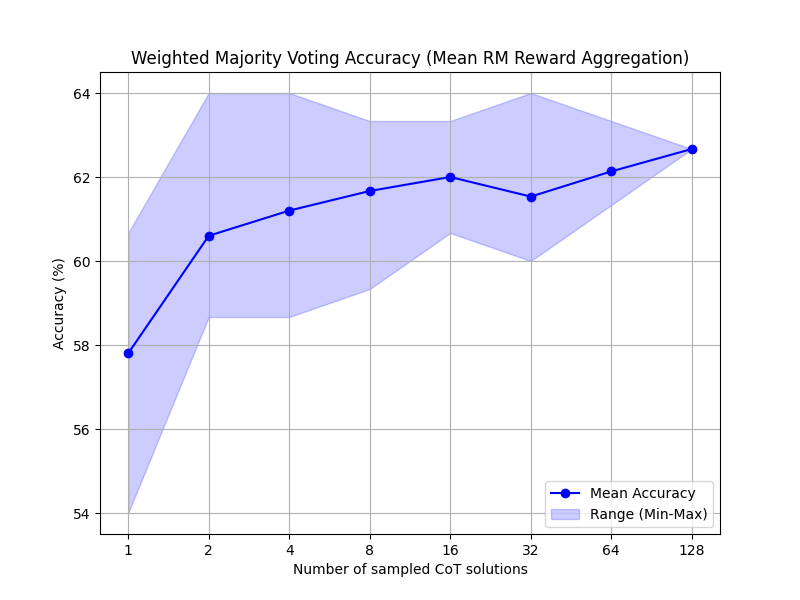 Weighted Majority Voting Accuracy (Mean RM Reward Aggregation)
Accuracy (%)
64
62
60
58
56
54
Mean Accuracy
Range (Min-Max)
1 2 4 8 16 32 64 128
Number of sampled CoT solutions